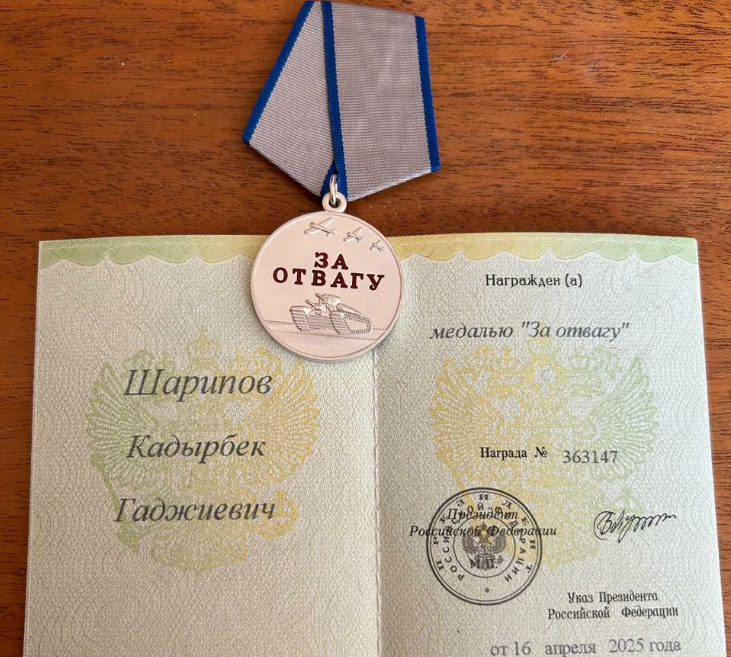 ЗА
ОТВАГУ
Шарипов
Кадырбек
Гаджиевич
Награжден (а)
медалью "За отвагу"
Награда № 363147
Президент
Российской Федерации
М.П.
Указ Президента
Российской Федерации
от 16 апреля 2025 года